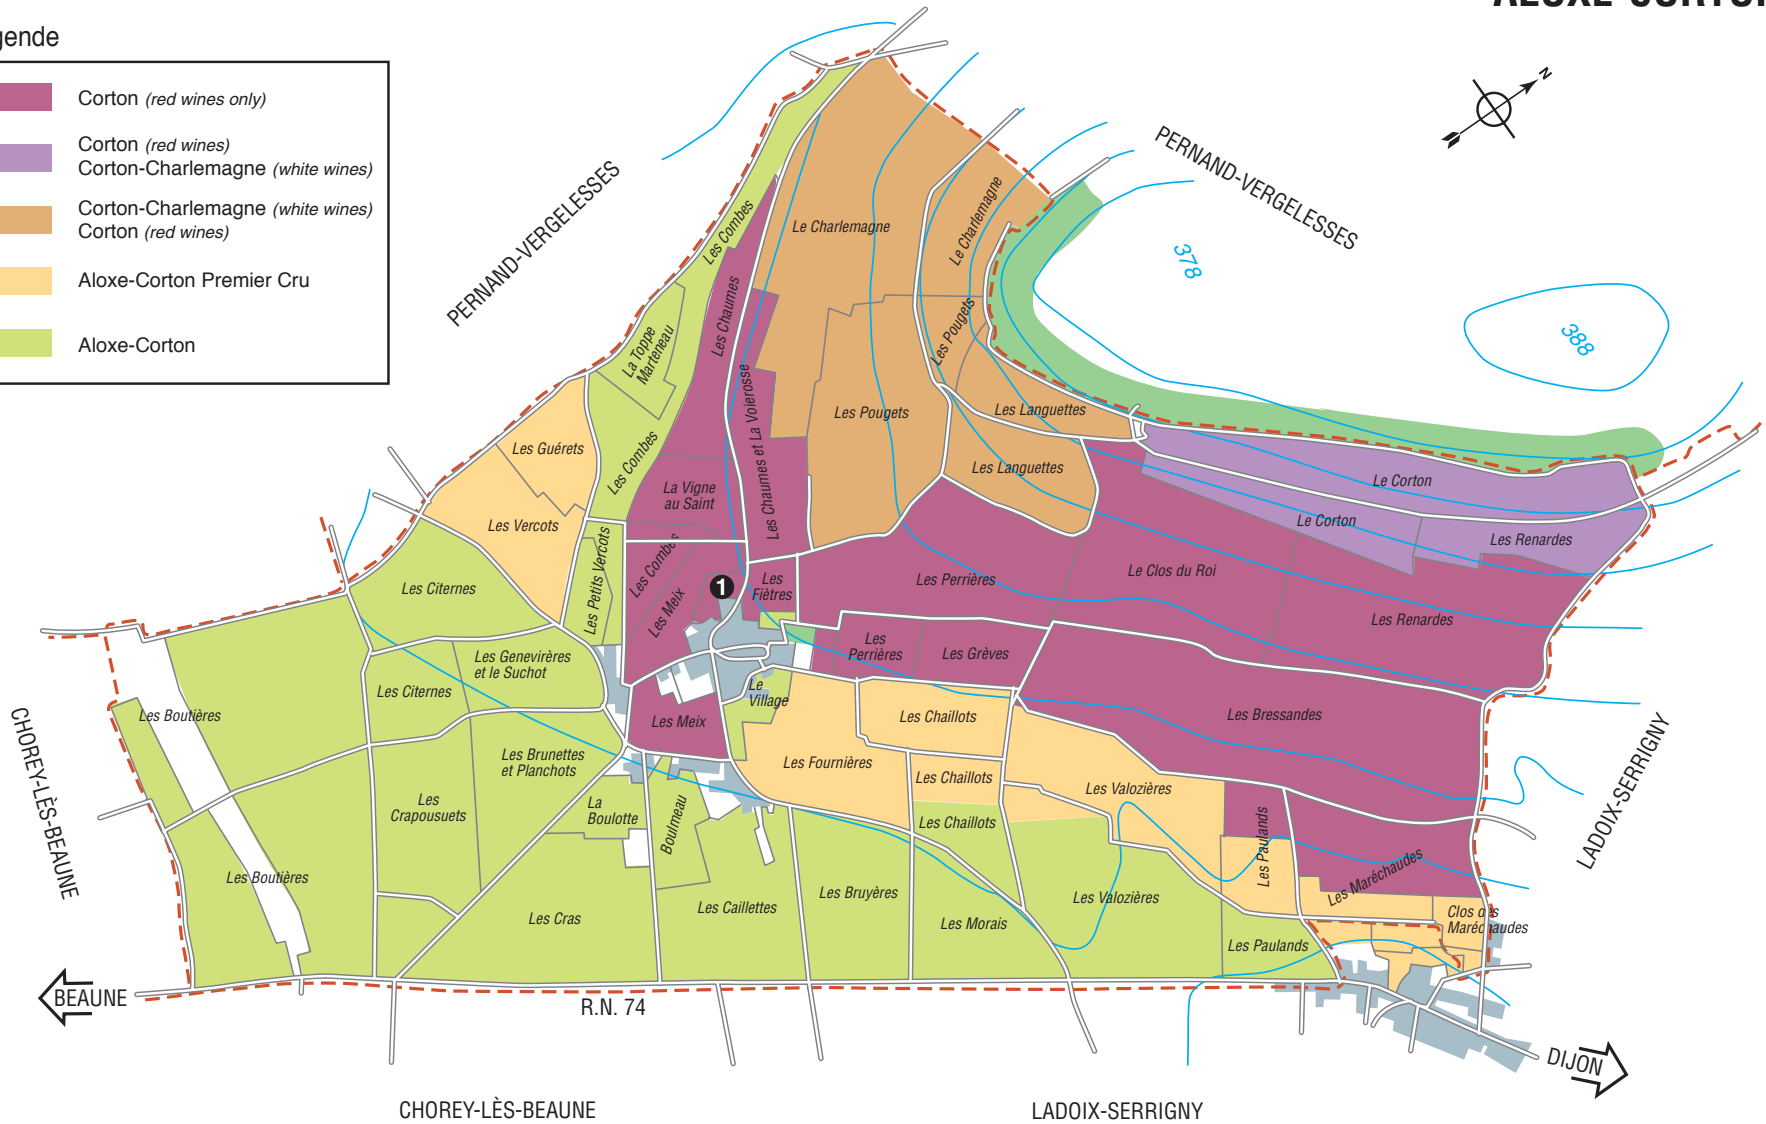 gende
Corton (red wines only)
Corton (red wines)
Corton-Charlemagne (white wines)
Corton-Charlemagne (white wines)
Corton (red wines)
Aloxe-Corton Premier Cru
Aloxe-Corton
N
PERNAND-VERGELESSES
PERNAND-VERGELESSES
378
388
Les Combes
Le Charlemagne
Le Charlemagne
Les Chaumes
La Toppe
Marteneau
Les Pougets
Les Pougets
Les Chaumes et La Voierosse
Les Languettes
Les Languettes
Les Guérets
Les Combes
La Vigne
au Saint
Les Vercots
Le Corton
Le Corton
Les Renardes
Les Citernes
Les Petits Vercots
Les Combes
Les Meix
1
Les
Fiètres
Les Perrières
Le Clos du Roi
Les Renardes
Les Genevirères
et le Suchot
Les Citernes
Les
Perrières
Les Grèves
Le
Village
Les Boutières
Les Meix
Les Chaillots
Les Bressandes
CHOREY-LÈS-BEAUNE
LADOIX-SERRIGNY
Les Brunettes
et Planchots
Les Fournières
Les Chaillots
Les Valozières
Les
Crapousuets
La
Boulotte
Boulmeau
Les Chaillots
Les Paulands
Les Maréchaudes
Les Boutières
Les Cras
Les Caillettes
Les Bruyères
Les Morais
Les Valozières
Les Paulands
Clos des
Maréchaudes
BEAUNE
R.N. 74
DIJON
CHOREY-LÈS-BEAUNE
LADOIX-SERRIGNY